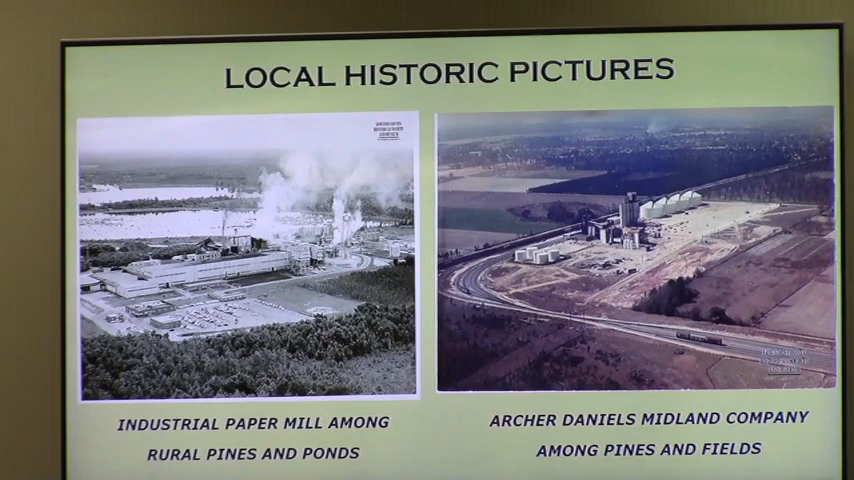 LOCAL HISTORIC PICTURES
INDUSTRIAL PAPER MILL AMONG
RURAL PINES AND PONDS
ARCHER DANIELS MIDLAND COMPANY
AMONG PINES AND FIELDS